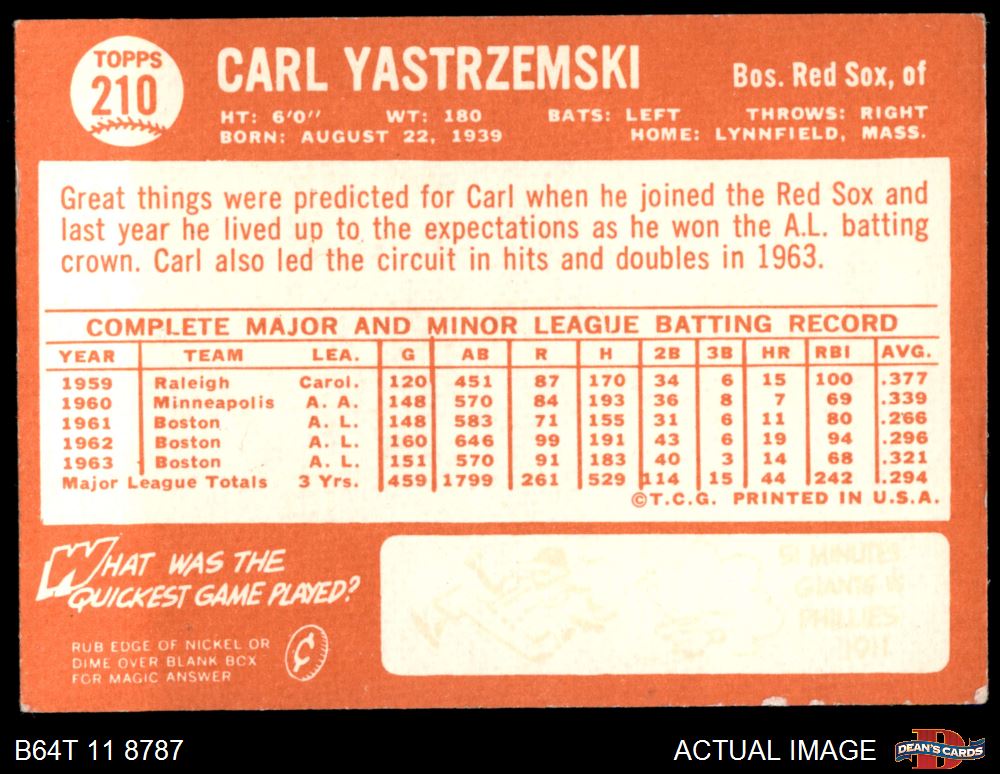 TOPPS
210
CARL YASTRZEMSKI
Bos. Red Sox, of
HT: 6'0" WT: 180 BATS: LEFT THROWS: RIGHT
BORN: AUGUST 22, 1939 HOME: LYNNFIELD, MASS.
Great things were predicted for Carl when he joined the Red Sox and
last year he lived up to the expectations as he won the A.L. batting
crown. Carl also led the circuit in hits and doubles in 1963.
COMPLETE MAJOR AND MINOR LEAGUE BATTING RECORD
YEAR TEAM LEA. G AB R H 2B 3B HR RBI AVG.
1959 Raleigh Carol. 120 451 87 170 34 6 15 100 .377
1960 Minneapolis A. A. 148 570 84 193 36 8 7 69 .339
1961 Boston A. L. 148 583 71 155 31 6 11 80 .266
1962 Boston A. L. 160 646 99 191 43 6 19 94 .296
1963 Boston A. L. 151 570 91 183 40 3 14 68 .321
Major League Totals 3 Yrs. 459 1799 261 529 114 15 44 242 .294
©T.C.G. PRINTED IN U.S.A.
WHAT WAS THE
QUICKEST GAME PLAYED?
RUB EDGE OF NICKEL OR
DIME OVER BLANK BOX
FOR MAGIC ANSWER
¢
51 MINUTES
GIANTS VS
PHILLIES
1911
B64T 11 8787
ACTUAL IMAGE
DEAN'S CARDS